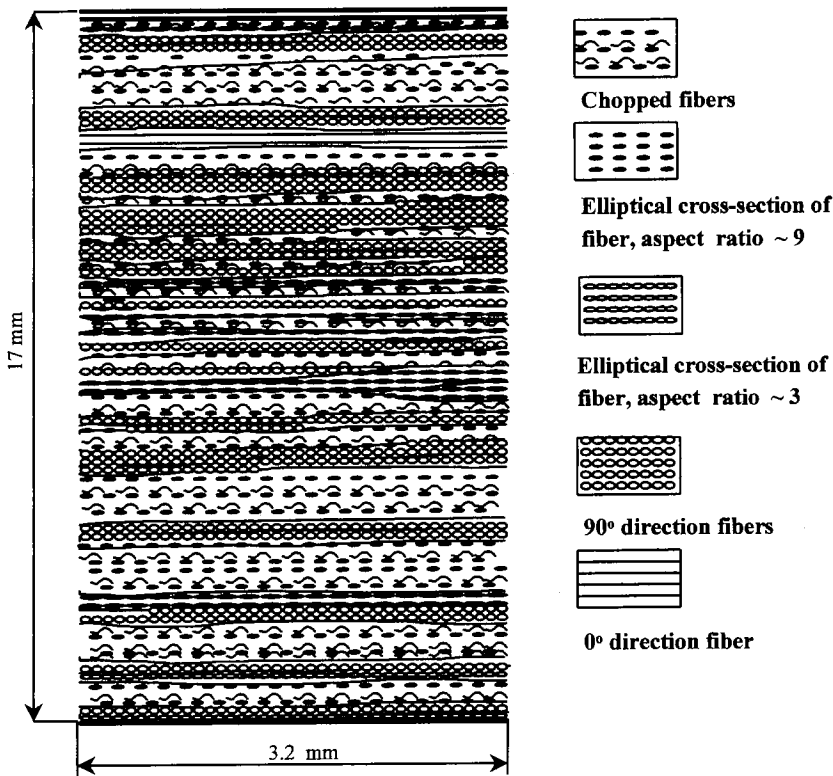 17 mm
3.2 mm
Chopped fibers
Elliptical cross-section of
fiber, aspect ratio ~ 9
Elliptical cross-section of
fiber, aspect ratio ~ 3
90° direction fibers
0° direction fiber